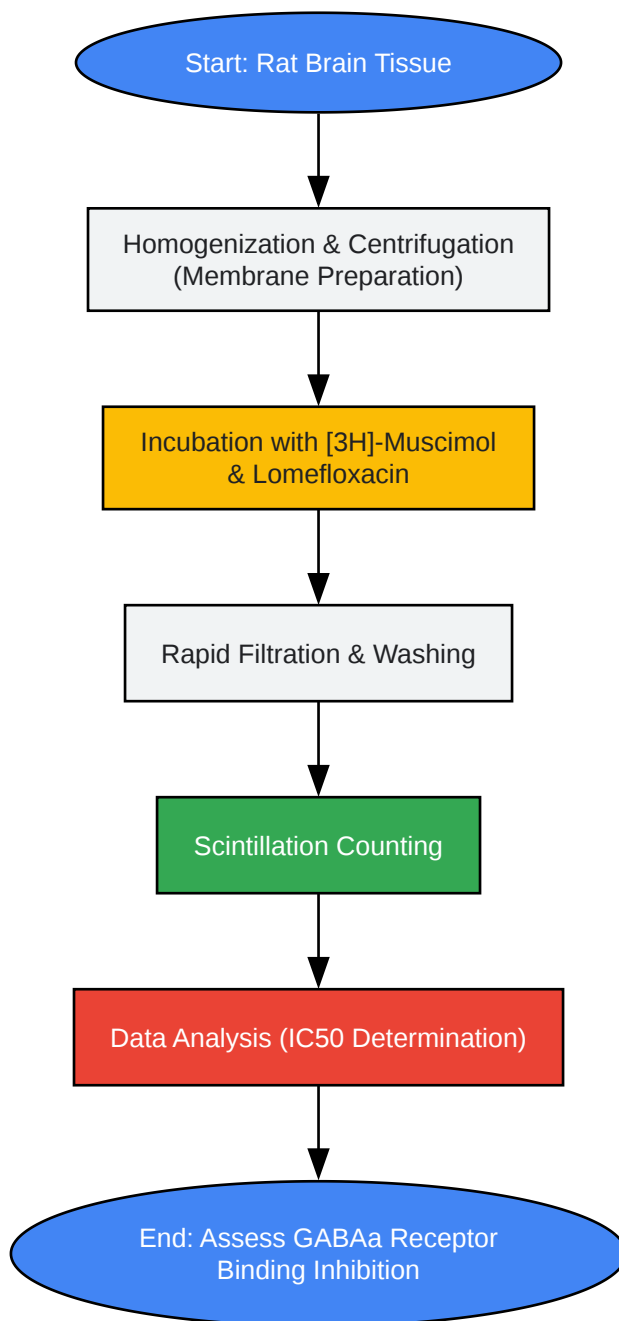 Start: Rat Brain Tissue
Homogenization & Centrifugation
(Membrane Preparation)
Incubation with [3H]-Muscimol
& Lomefloxacin
Rapid Filtration & Washing
Scintillation Counting
Data Analysis (IC50 Determination)
End: Assess GABAa Receptor
Binding Inhibition